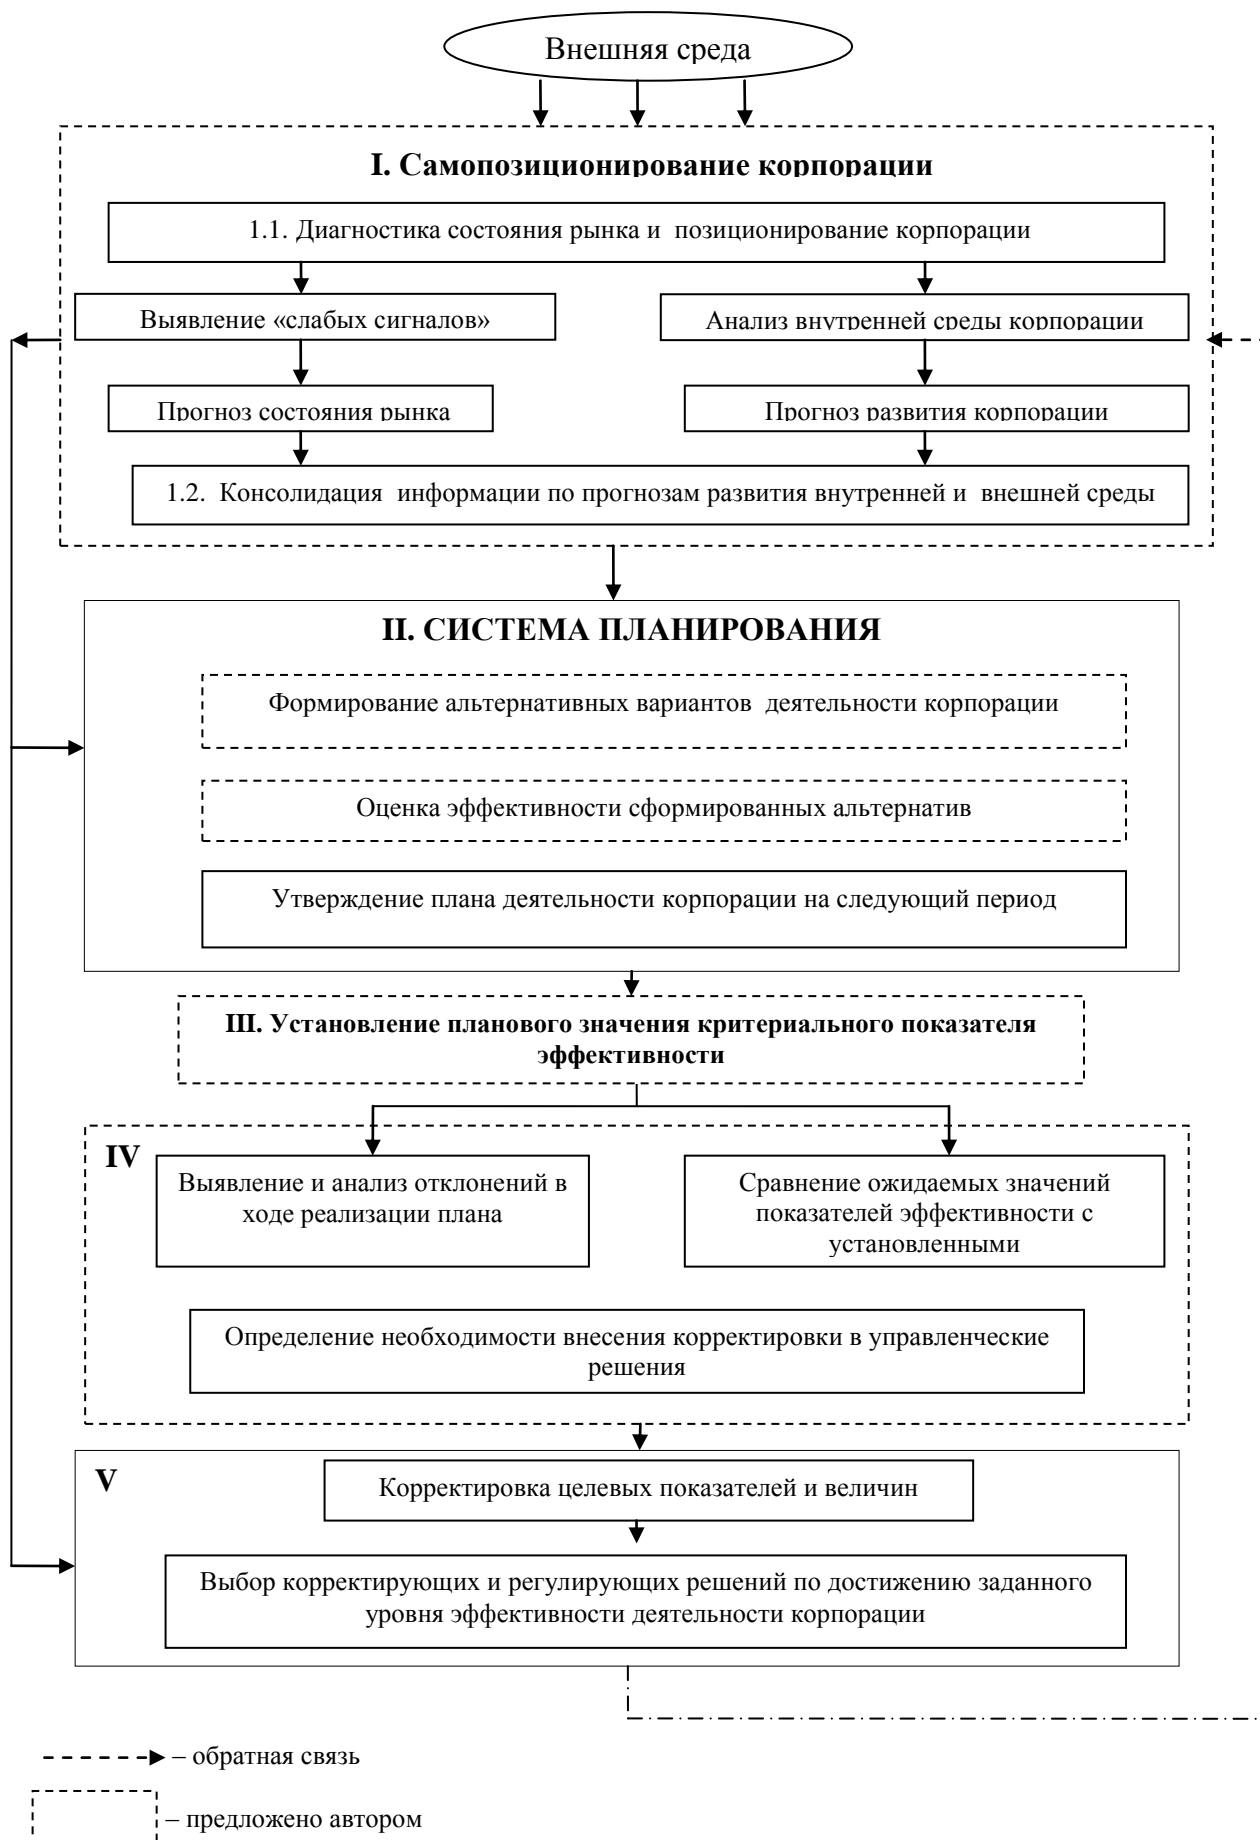 Внешняя среда
I. Самопозиционирование корпорации
1.1. Диагностика состояния рынка и позиционирование корпорации
Выявление «слабых сигналов»
Анализ внутренней среды корпорации
Прогноз состояния рынка
Прогноз развития корпорации
1.2. Консолидация информации по прогнозам развития внутренней и внешней среды
II. СИСТЕМА ПЛАНИРОВАНИЯ
Формирование альтернативных вариантов деятельности корпорации
Оценка эффективности сформированных альтернатив
Утверждение плана деятельности корпорации на следующий период
III. Установление планового значения критериального показателя
эффективности
IV
Выявление и анализ отклонений в
ходе реализации плана
Сравнение ожидаемых значений
показателей эффективности с
установленными
Определение необходимости внесения корректировки в управленческие
решения
V
Корректировка целевых показателей и величин
Выбор корректирующих и регулирующих решений по достижению заданного
уровня эффективности деятельности корпорации
– обратная связь
– предложено автором